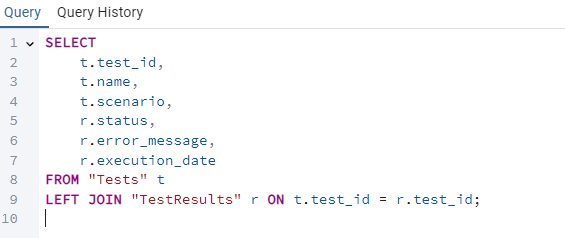 Query Query History
1 SELECT
2 t.test_id,
3 t.name,
4 t.scenario,
5 r.status,
6 r.error_message,
7 r.execution_date
8 FROM "Tests" t
9 LEFT JOIN "TestResults" r ON t.test_id = r.test_id;
10